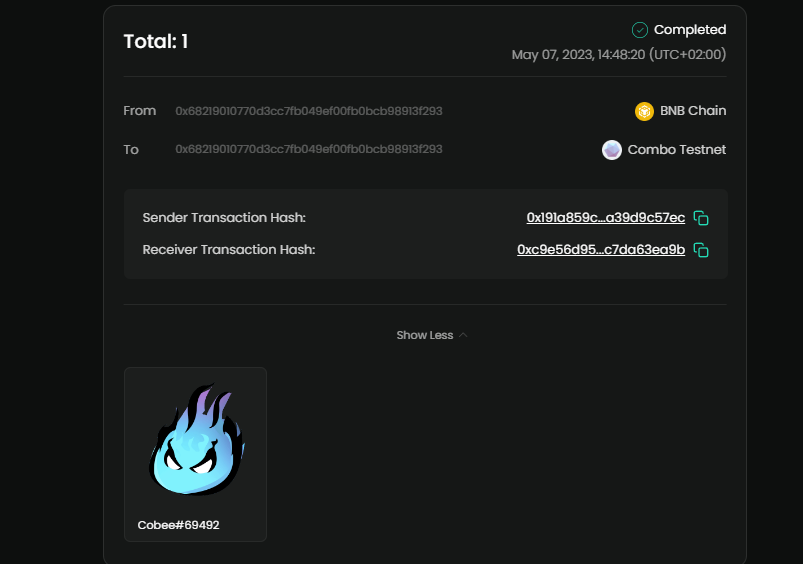 Total: 1
Completed
May 07, 2023, 14:48:20 (UTC+02:00)
From 0x68219010770d3cc7fb049ef00fb0bcb98913f293 BNB Chain
To 0x68219010770d3cc7fb049ef00fb0bcb98913f293 Combo Testnet
Sender Transaction Hash: 0x191a859c...a39d9c57ec
Receiver Transaction Hash: 0xc9e56d95...c7da63ea9b
Show Less
Cobee#69492